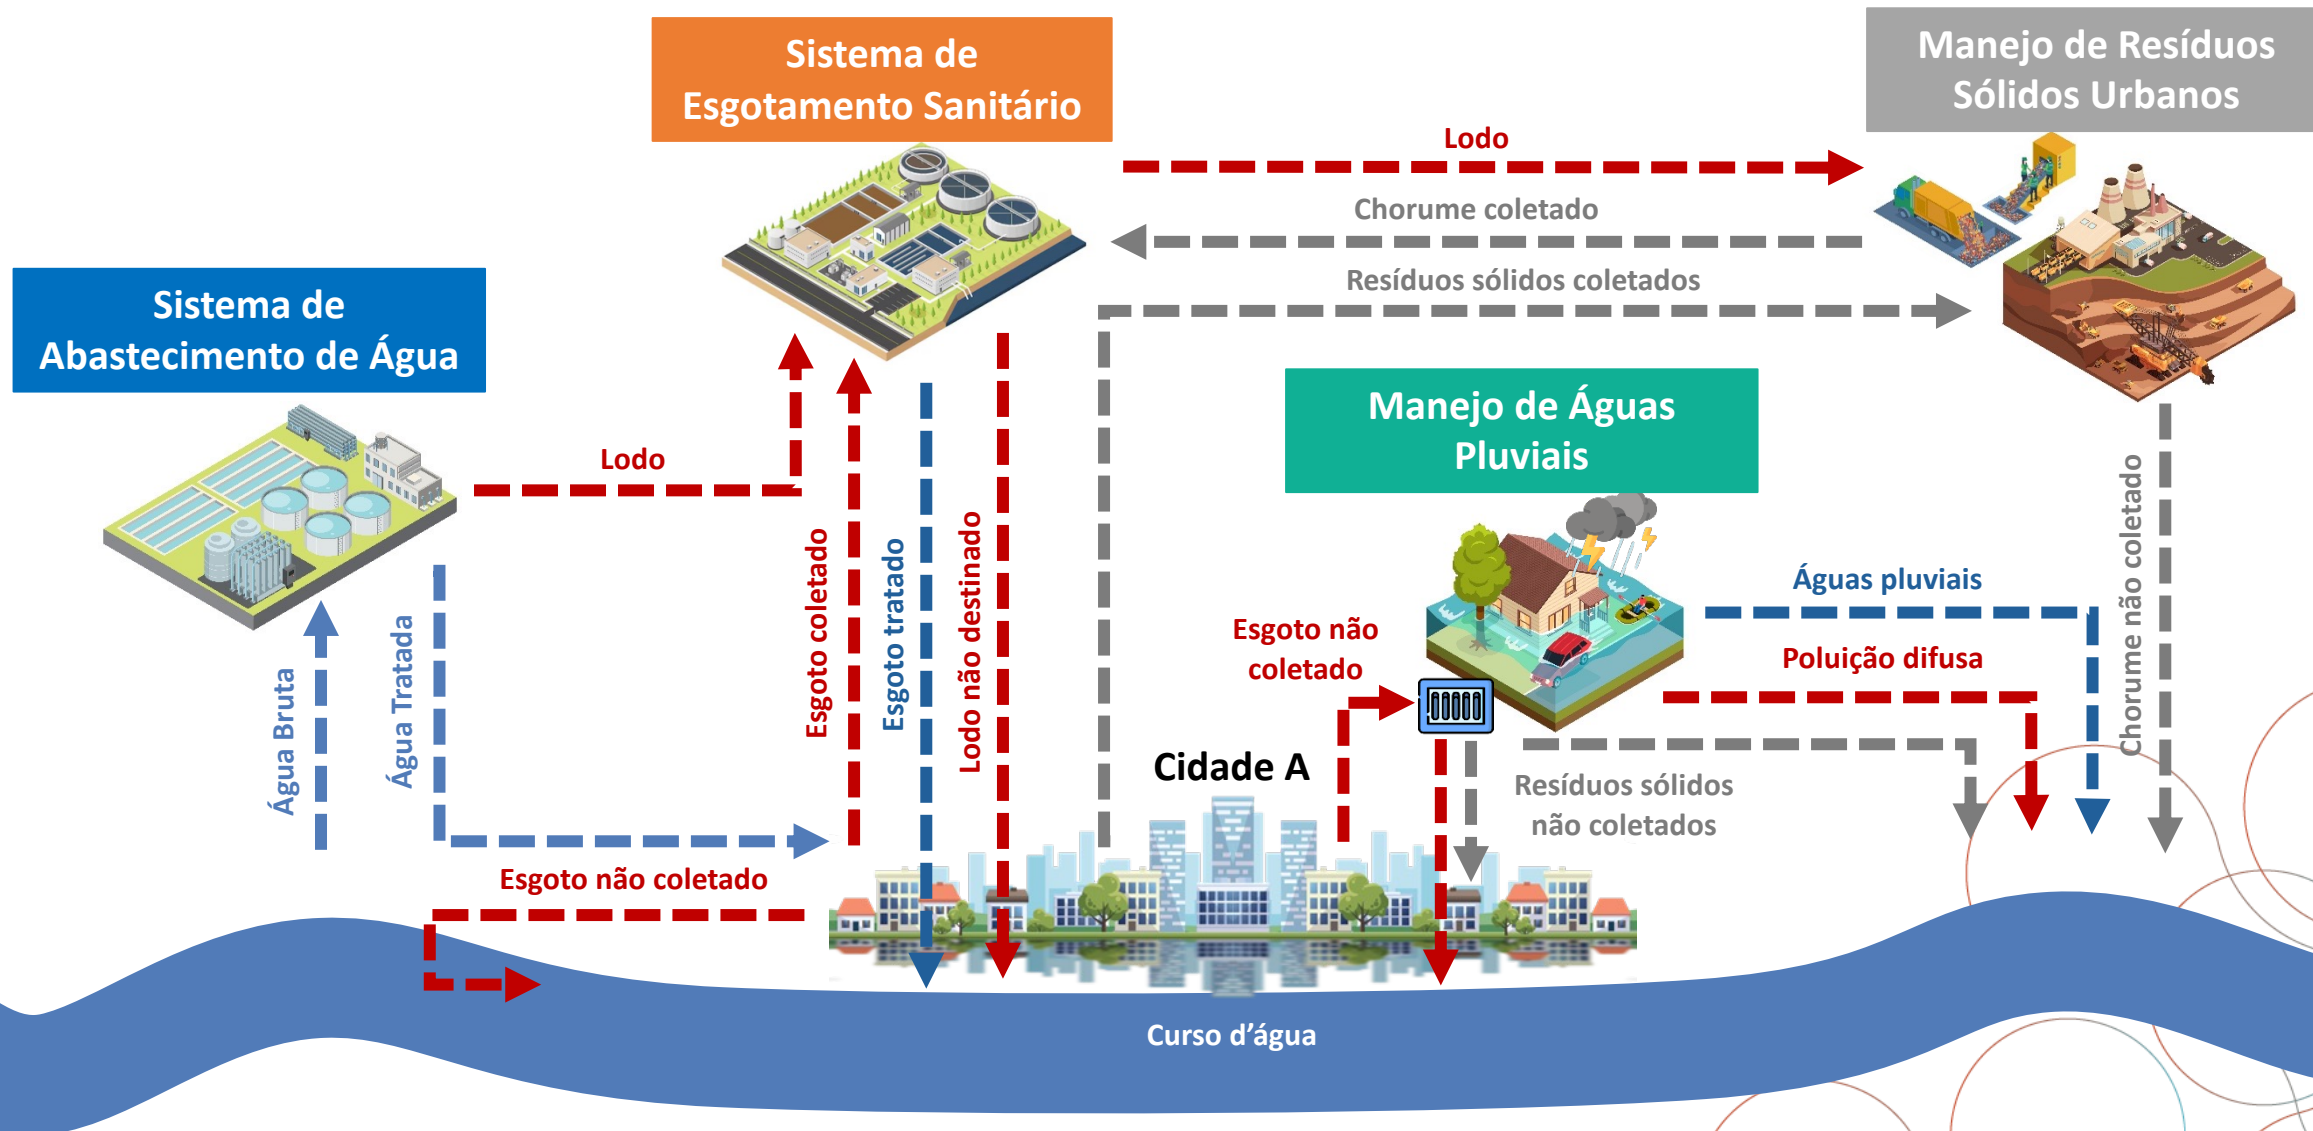 Sistema de
Esgotamento Sanitário
Manejo de Resíduos
Sólidos Urbanos
Lodo
Chorume coletado
Resíduos sólidos coletados
Sistema de
Abastecimento de Água
Manejo de Águas
Pluviais
Lodo
Água Bruta
Água Tratada
Esgoto coletado
Esgoto tratado
Lodo não destinado
Esgoto não
coletado
Águas pluviais
Poluição difusa
Chorume não coletado
Cidade A
Resíduos sólidos
não coletados
Esgoto não coletado
Curso d’água